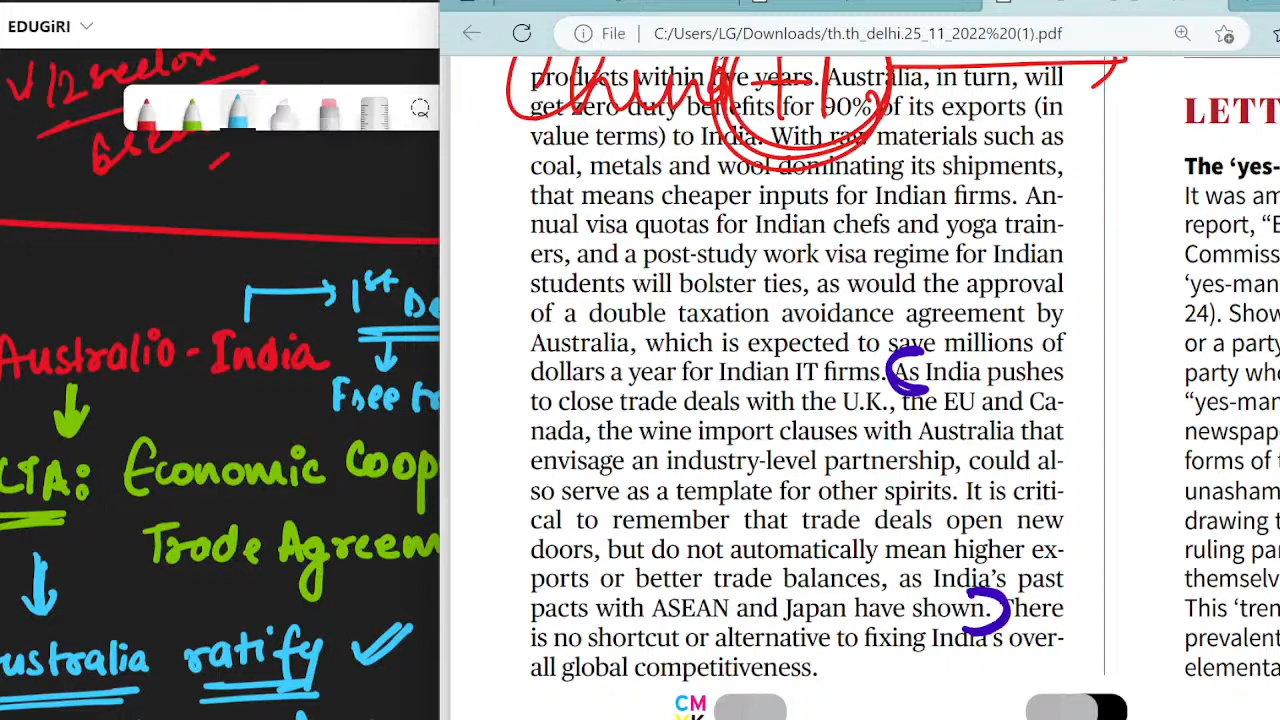 EDUGiRI
File
C:/Users/LG/Downloads/th.th_delhi.25_11_2022%20(1).pdf
√12 sector
Australia-India
1st De
Free tr
CTA: Economic Coop
Trade Agreem
ustralia ratify
China +1
products within five years. Australia, in turn, will
get zero-duty benefits for 90% of its exports (in
value terms) to India. With raw materials such as
coal, metals and wool dominating its shipments,
that means cheaper inputs for Indian firms. An-
nual visa quotas for Indian chefs and yoga train-
ers, and a post-study work visa regime for Indian
students will bolster ties, as would the approval
of a double taxation avoidance agreement by
Australia, which is expected to save millions of
dollars a year for Indian IT firms. As India pushes
to close trade deals with the U.K., the EU and Ca-
nada, the wine import clauses with Australia that
envisage an industry-level partnership, could al-
so serve as a template for other spirits. It is criti-
cal to remember that trade deals open new
doors, but do not automatically mean higher ex-
ports or better trade balances, as India's past
pacts with ASEAN and Japan have shown. There
is no shortcut or alternative to fixing India's over-
all global competitiveness.
CM
YK
LETT
The 'yes-
It was am
report, "E
Commiss
'yes-man
24). Show
or a party
party who
"yes-man
newspape
forms of t
unasham
drawing t
ruling par
themselv
This 'tren
prevalent
elementa